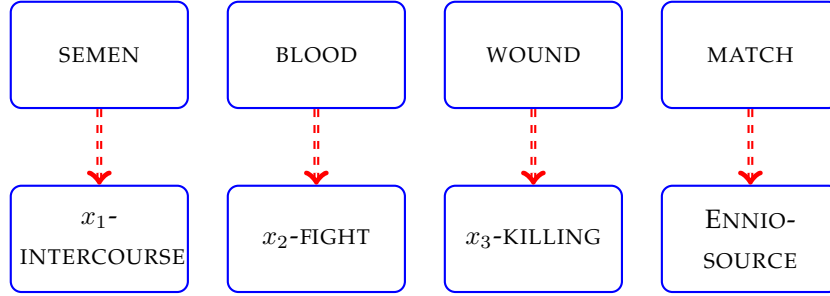 SEMEN
BLOOD
WOUND
MATCH
x₁-
INTERCOURSE
x₂-FIGHT
x₃-KILLING
ENNIO-
SOURCE